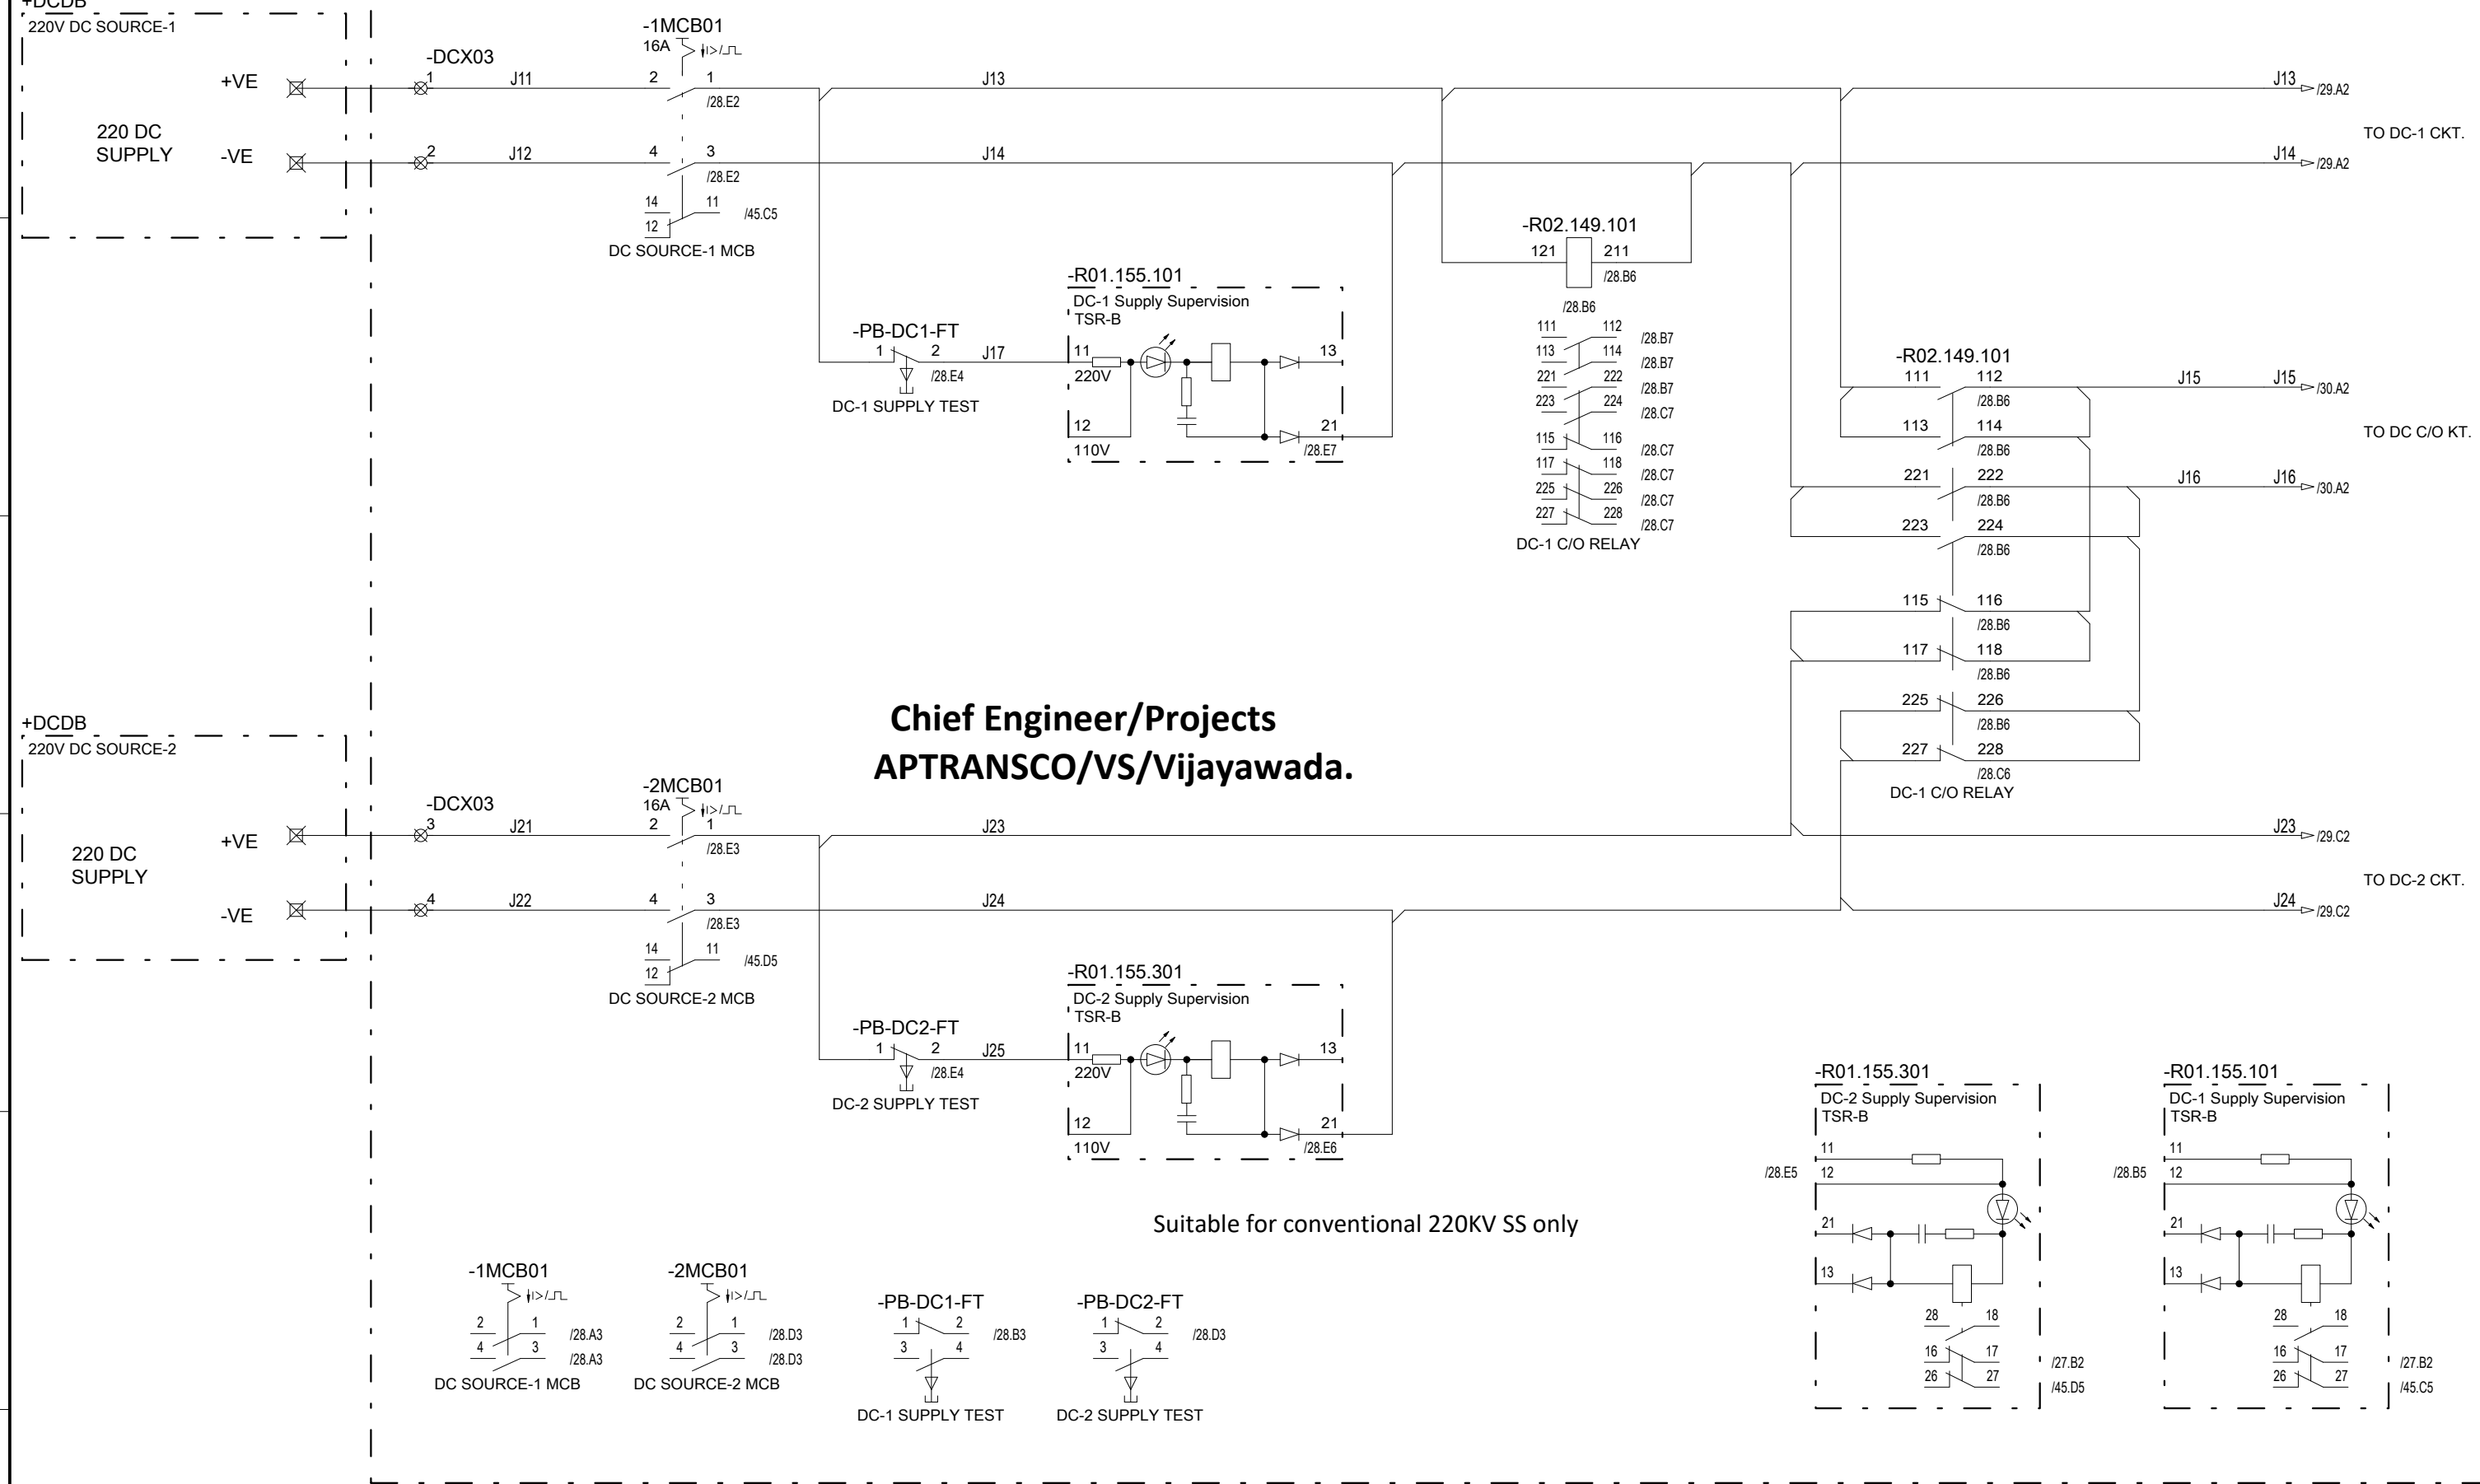 +DCDB
220V DC SOURCE-1
+VE
220 DC
SUPPLY
-VE
-DCX03
1
J11
2
J12
-1MCB01
16A
I>/
2
1
/28.E2
4
3
/28.E2
14
11
12
/45.C5
DC SOURCE-1 MCB
J13
J14
-PB-DC1-FT
1
2
/28.E4
J17
DC-1 SUPPLY TEST
-R01.155.101
DC-1 Supply Supervision
TSR-B
11
220V
12
110V
13
21
/28.E7
-R02.149.101
121
211
/28.B6
/28.B6
111 112 /28.B7
113 114 /28.B7
221 222 /28.B7
223 224 /28.C7
115 116 /28.C7
117 118 /28.C7
225 226 /28.C7
227 228 /28.C7
DC-1 C/O RELAY
J13 /29.A2
TO DC-1 CKT.
J14 /29.A2
-R02.149.101
111 112
/28.B6
113 114
/28.B6
221 222
/28.B6
223 224
/28.B6
115 116
/28.B6
117 118
/28.B6
225 226
/28.B6
227 228
/28.C6
DC-1 C/O RELAY
J15 J15 /30.A2
TO DC C/O KT.
J16 J16 /30.A2
Chief Engineer/Projects
APTRANSCO/VS/Vijayawada.
+DCDB
220V DC SOURCE-2
+VE
220 DC
SUPPLY
-VE
-DCX03
3
J21
4
J22
-2MCB01
16A
I>/
2
1
/28.E3
4
3
/28.E3
14
11
12
/45.D5
DC SOURCE-2 MCB
J23
J24
J23 /29.C2
TO DC-2 CKT.
J24 /29.C2
-PB-DC2-FT
1
2
/28.E4
J25
DC-2 SUPPLY TEST
-R01.155.301
DC-2 Supply Supervision
TSR-B
11
220V
12
110V
13
21
/28.E6
Suitable for conventional 220KV SS only
-1MCB01
I>/
2 1 /28.A3
4 3 /28.A3
DC SOURCE-1 MCB
-2MCB01
I>/
2 1 /28.D3
4 3 /28.D3
DC SOURCE-2 MCB
-PB-DC1-FT
1 2 /28.B3
3 4
DC-1 SUPPLY TEST
-PB-DC2-FT
1 2 /28.D3
3 4
DC-2 SUPPLY TEST
-R01.155.301
DC-2 Supply Supervision
TSR-B
11
/28.E5 12
21
13
28 18
16 17 /27.B2
26 27 /45.D5
-R01.155.101
DC-1 Supply Supervision
TSR-B
11
/28.B5 12
21
13
28 18
16 17 /27.B2
26 27 /45.C5